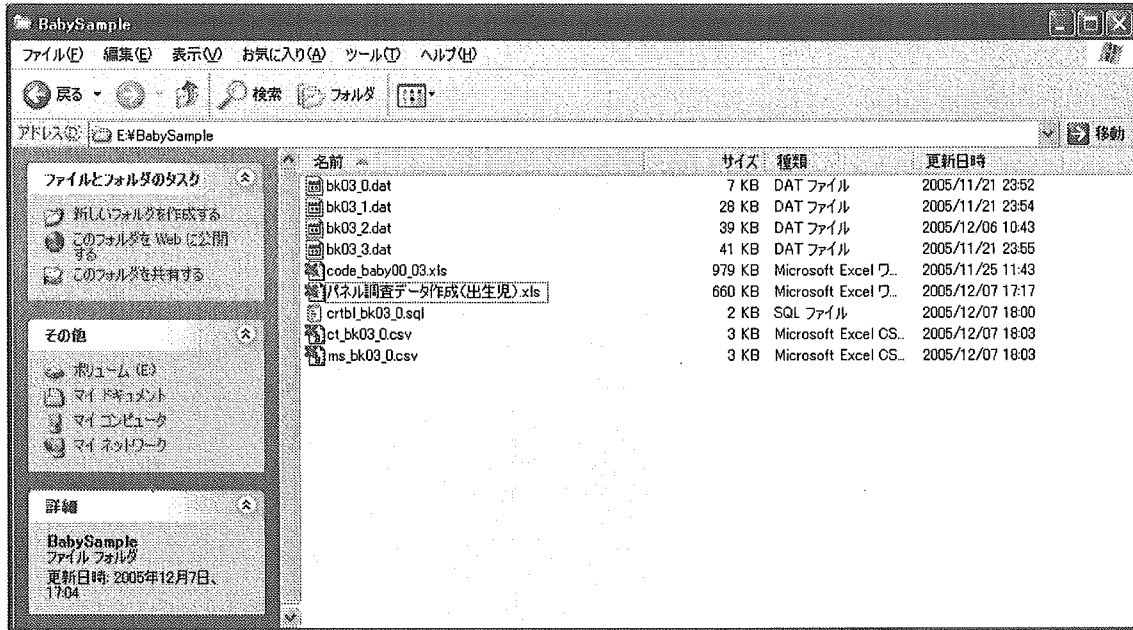 BabySample
ファイル(F) 編集(E) 表示(V) お気に入り(A) ツール(T) ヘルプ(H)
戻る 検索 フォルダ
アドレス(D) E:¥BabySample 移動
ファイルとフォルダのタスク
新しいフォルダを作成する
このフォルダを Web に公開する
このフォルダを共有する
その他
ボリューム (E:)
マイ ドキュメント
マイ コンピュータ
マイ ネットワーク
詳細
BabySample
ファイル フォルダ
更新日時: 2005年12月7日、17:04
名前 サイズ 種類 更新日時
bk03_0.dat 7 KB DAT ファイル 2005/11/21 23:52
bk03_1.dat 28 KB DAT ファイル 2005/11/21 23:54
bk03_2.dat 39 KB DAT ファイル 2005/12/06 10:43
bk03_3.dat 41 KB DAT ファイル 2005/11/21 23:55
code_baby00_03.xls 979 KB Microsoft Excel ワ... 2005/11/25 11:43
パネル調査データ作成(出生児).xls 660 KB Microsoft Excel ワ... 2005/12/07 17:17
crtbl_bk03_0.sql 2 KB SQL ファイル 2005/12/07 18:00
ct_bk03_0.csv 3 KB Microsoft Excel CS... 2005/12/07 18:03
ms_bk03_0.csv 3 KB Microsoft Excel CS... 2005/12/07 18:03